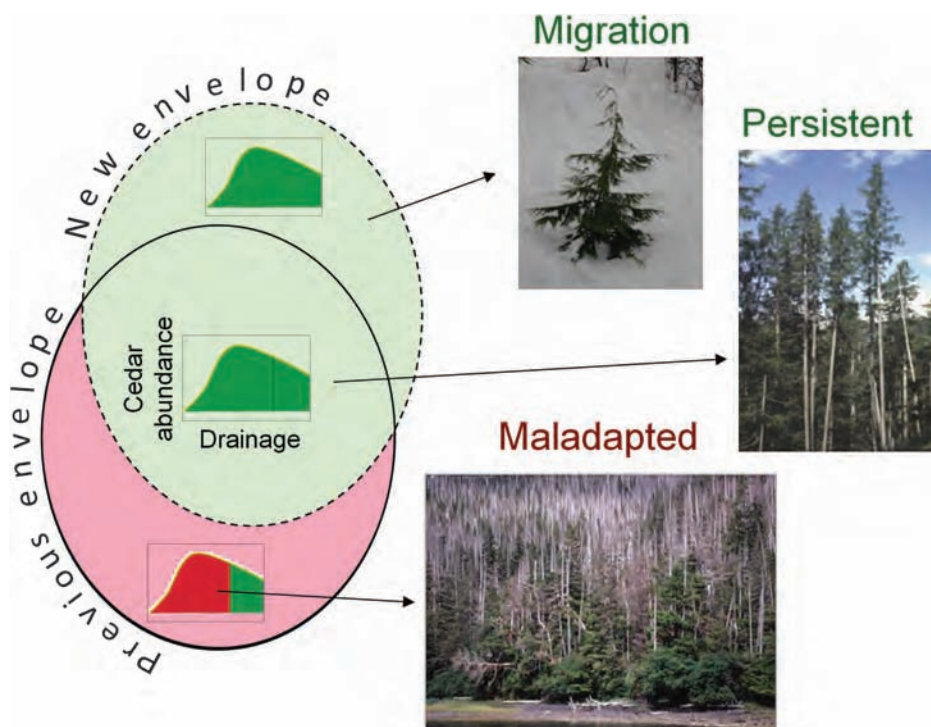 Migration
Persistent
New envelope
Cedar
abundance
Drainage
Maladapted
Previous envelope